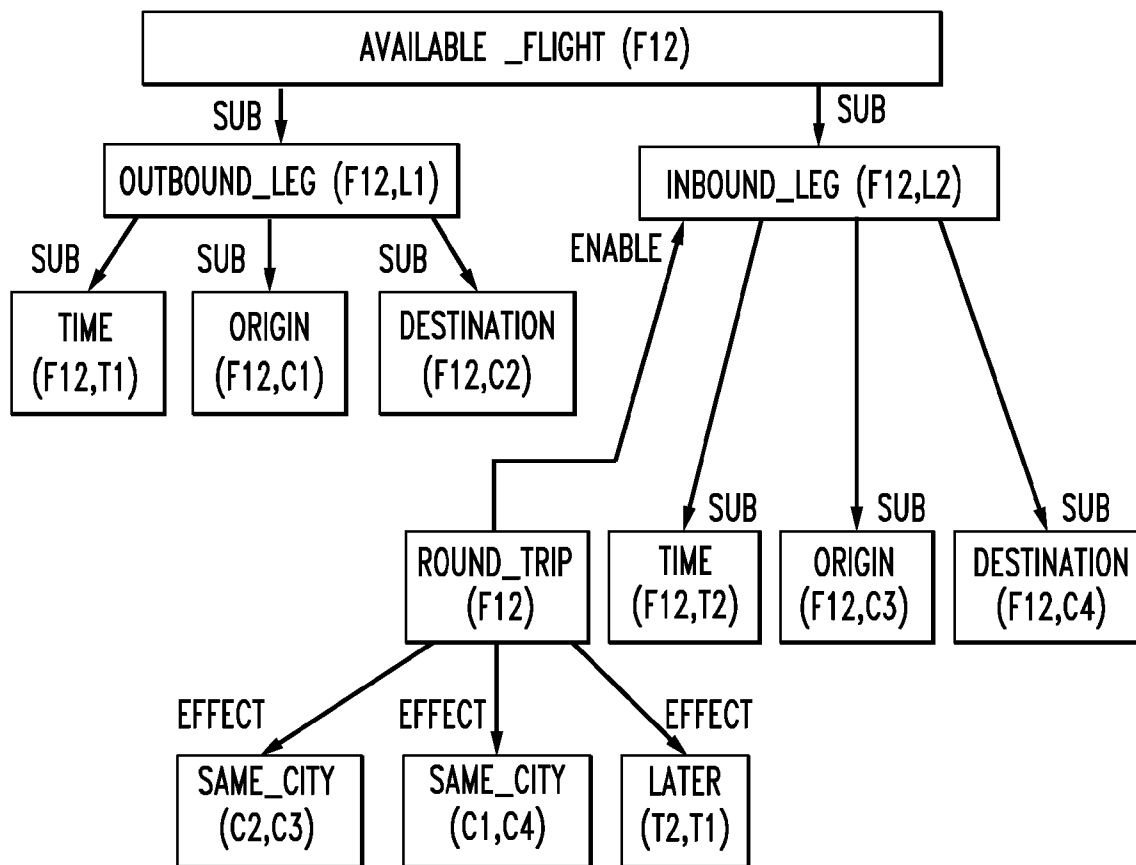 AVAILABLE _FLIGHT (F12)
SUB
SUB
OUTBOUND_LEG (F12,L1)
INBOUND_LEG (F12,L2)
SUB
SUB
SUB
ENABLE
TIME
(F12,T1)
ORIGIN
(F12,C1)
DESTINATION
(F12,C2)
SUB
SUB
SUB
ROUND_TRIP
(F12)
TIME
(F12,T2)
ORIGIN
(F12,C3)
DESTINATION
(F12,C4)
EFFECT
EFFECT
EFFECT
SAME_CITY
(C2,C3)
SAME_CITY
(C1,C4)
LATER
(T2,T1)